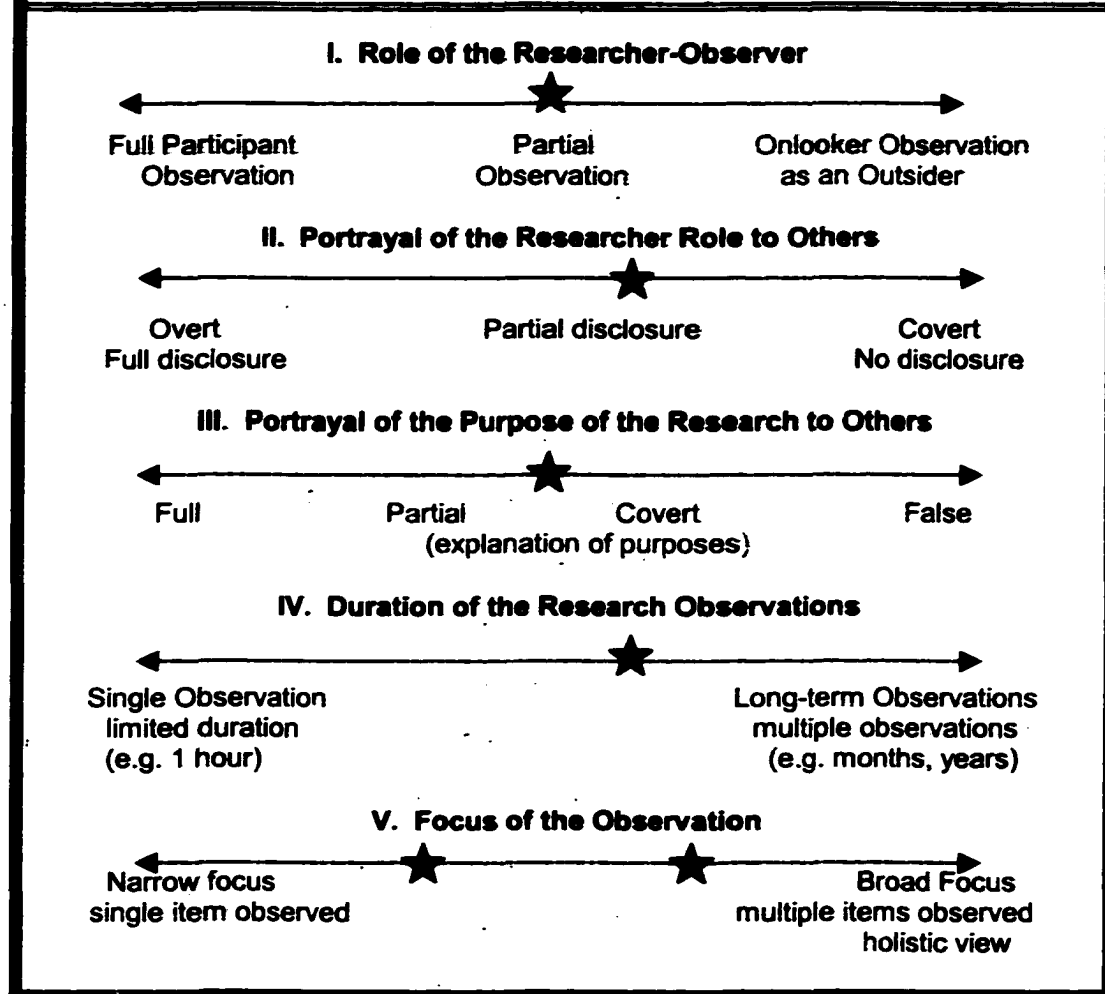 I. Role of the Researcher-Observer
Full Participant Observation
Partial Observation
Onlooker Observation as an Outsider
II. Portrayal of the Researcher Role to Others
Overt
Full disclosure
Partial disclosure
Covert
No disclosure
III. Portrayal of the Purpose of the Research to Others
Full Partial Covert False
(explanation of purposes)
IV. Duration of the Research Observations
Single Observation
limited duration
(e.g. 1 hour)
Long-term Observations
multiple observations
(e.g. months, years)
V. Focus of the Observation
Narrow focus
single item observed
Broad Focus
multiple items observed
holistic view